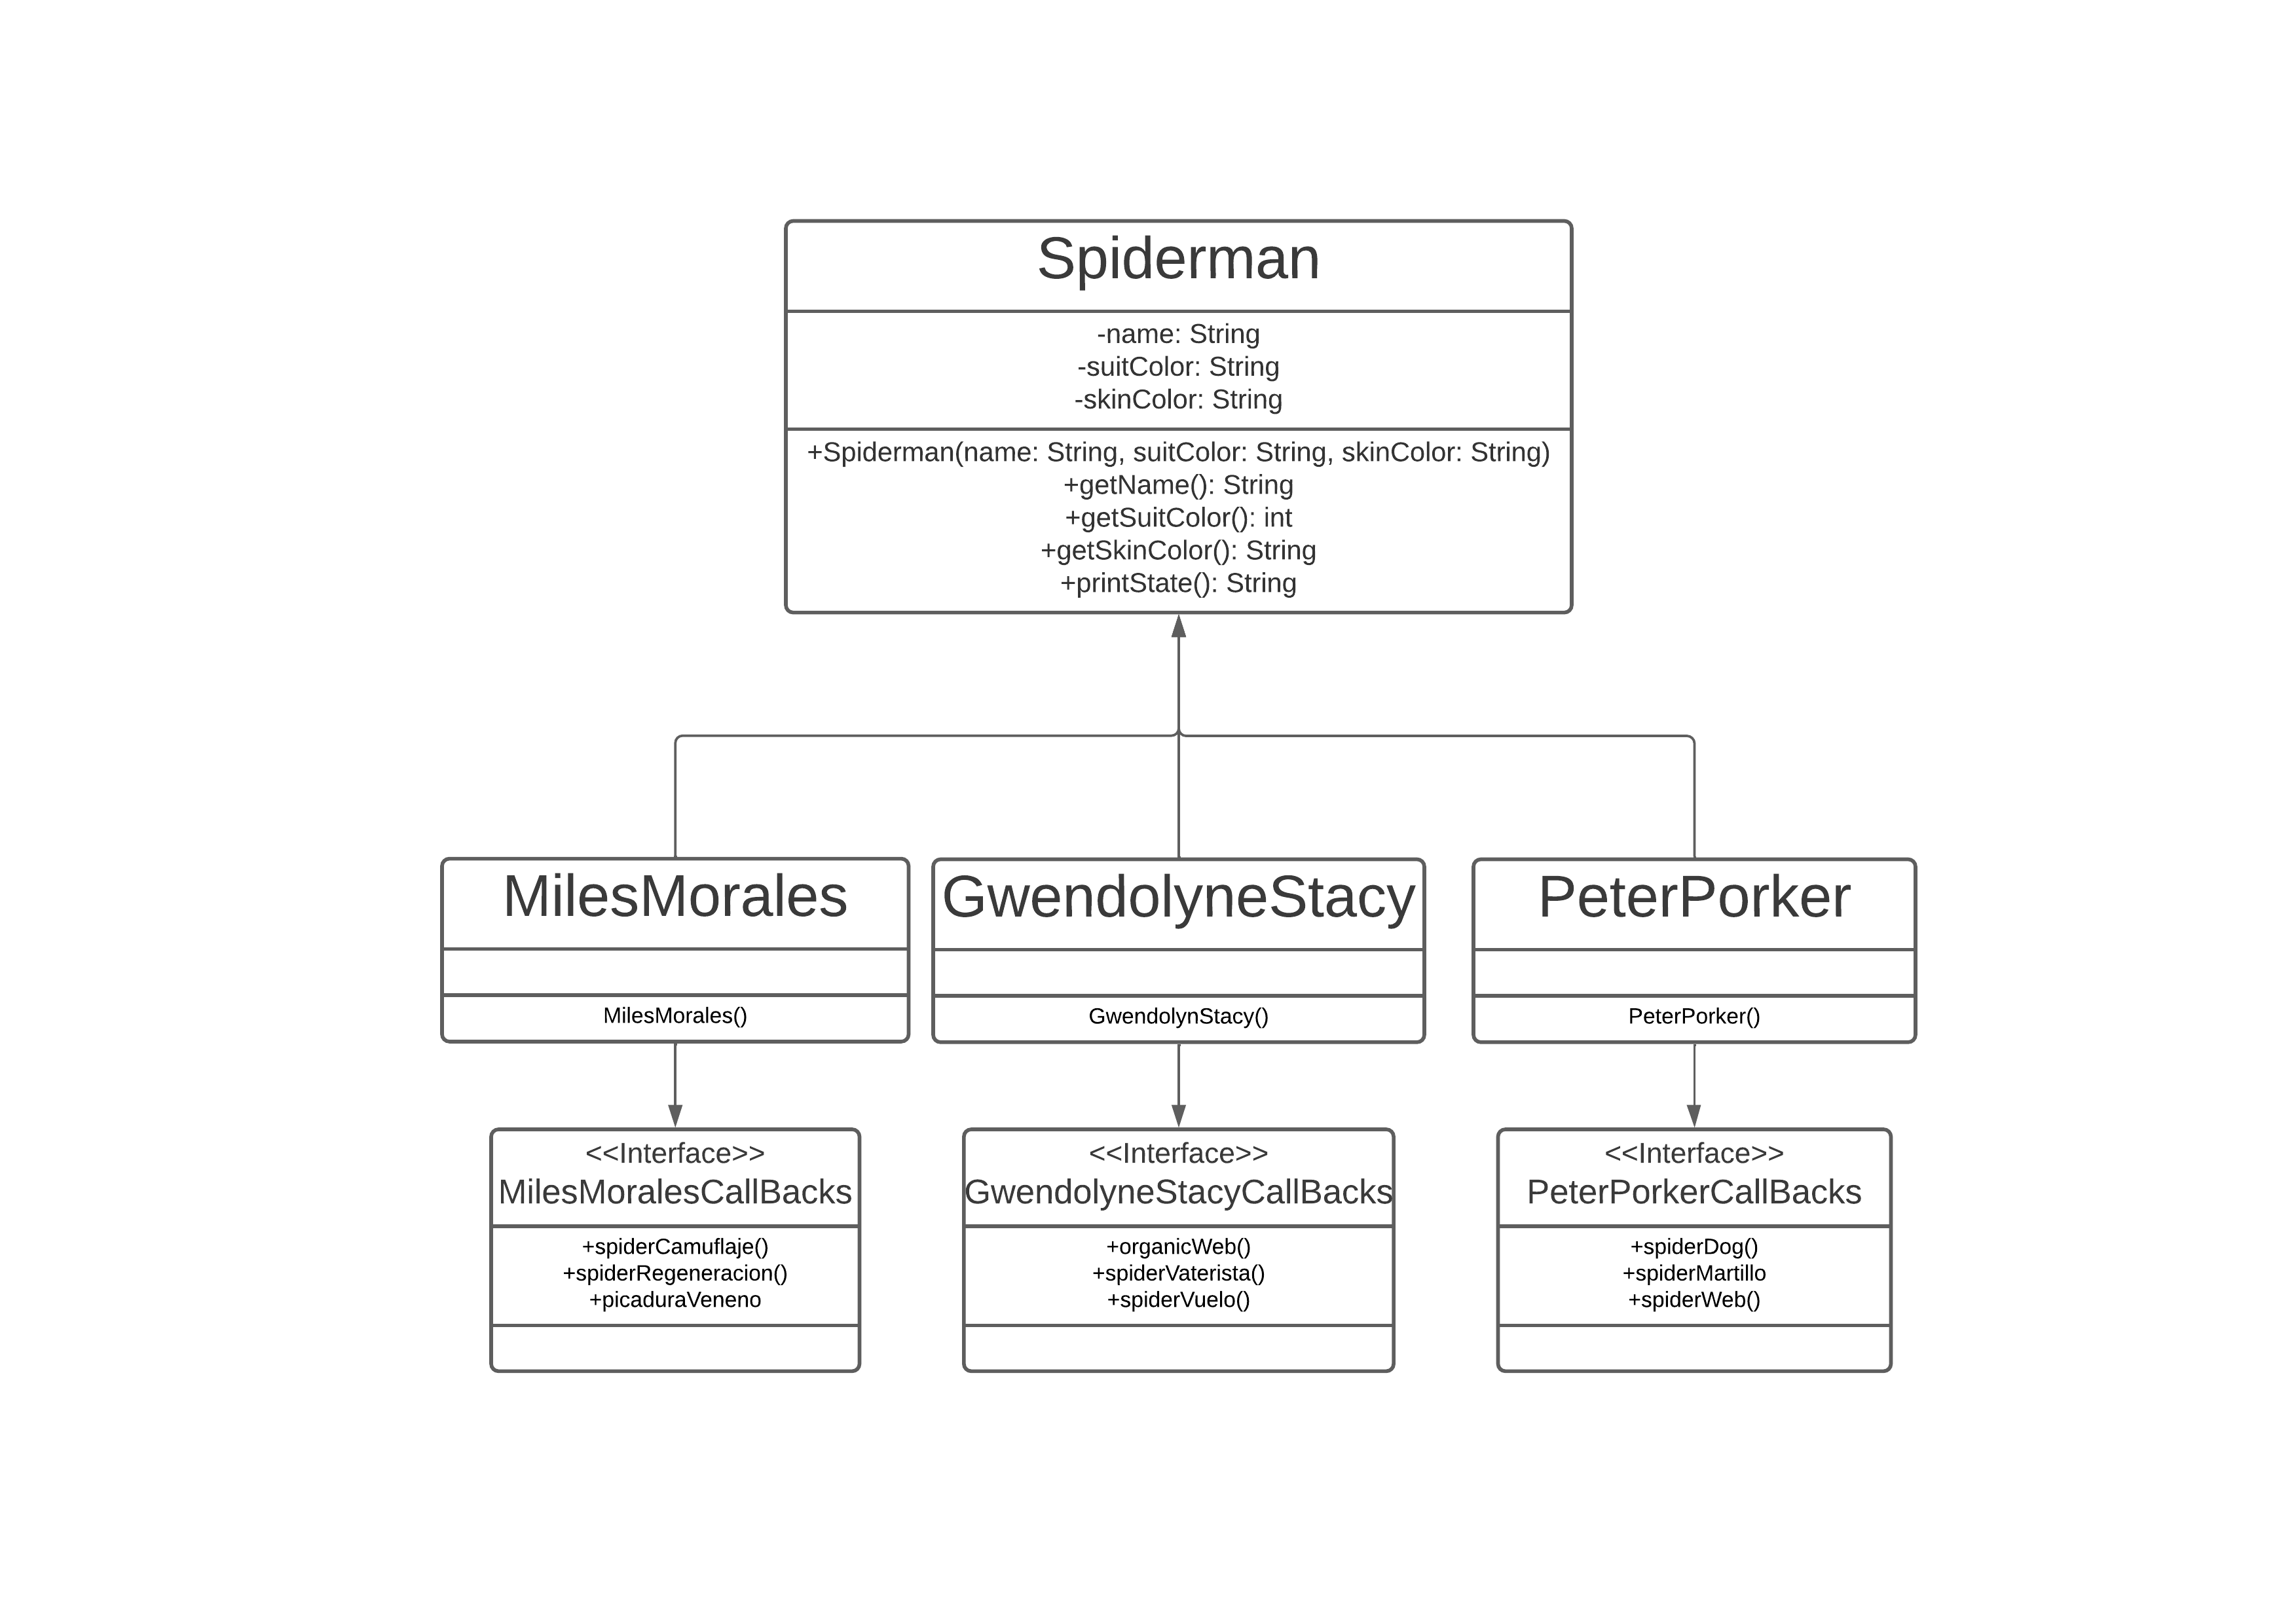 Spiderman
-name: String
-suitColor: String
-skinColor: String
+Spiderman(name: String, suitColor: String, skinColor: String)
+getName(): String
+getSuitColor(): int
+getSkinColor(): String
+printState(): String
MilesMorales
MilesMorales()
GwendolyneStacy
GwendolynStacy()
PeterPorker
PeterPorker()
<<Interface>>
MilesMoralesCallBacks
+spiderCamuflaje()
+spiderRegeneracion()
+picaduraVeneno
<<Interface>>
GwendolyneStacyCallBacks
+organicWeb()
+spiderVaterista()
+spiderVuelo()
<<Interface>>
PeterPorkerCallBacks
+spiderDog()
+spiderMartillo
+spiderWeb()